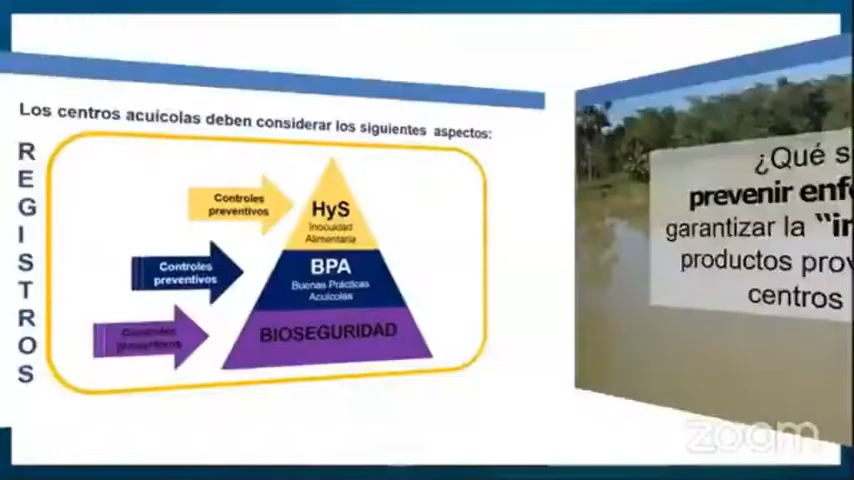 Los centros acuícolas deben considerar los siguientes aspectos:
REGISTROS
Controles
preventivos
HyS
Inocuidad
Alimentaria
Controles
preventivos
BPA
Buenas Prácticas
Acuícolas
Controles
preventivos
BIOSEGURIDAD
¿Qué s
prevenir enf
garantizar la "in
productos prov
centros
zoom